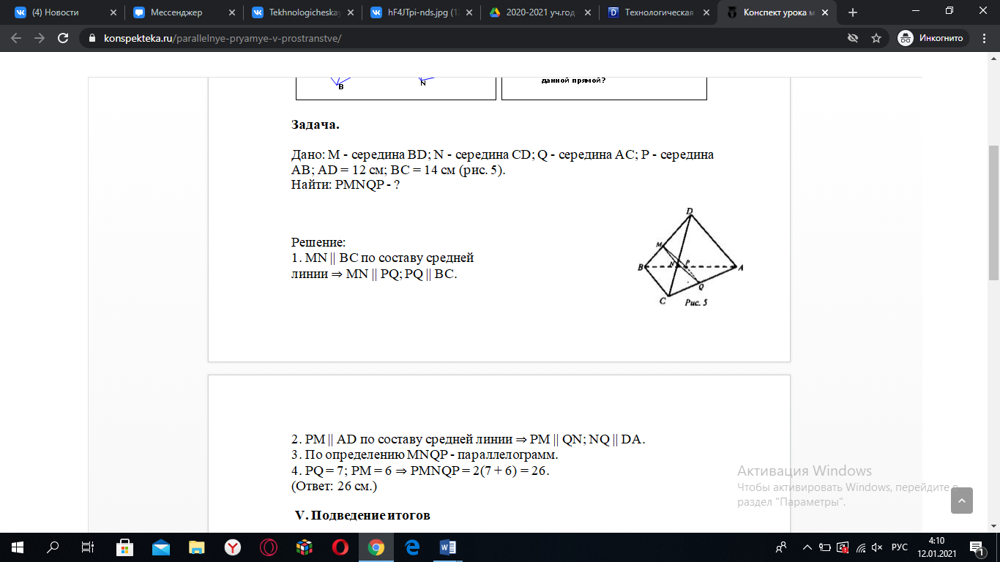 (4) Новости
Мессенджер
Tekhnologicheska
hF4JTpi-nds.jpg (1
2020-2021 уч.год
Технологическая
Конспект урока м
konspekteka.ru/parallelnye-pryamye-v-prostranstve/
Инкогнито
B
N
данной прямой?
Задача.
Дано: M - середина BD; N - середина CD; Q - середина AC; P - середина
AB; AD = 12 см; BC = 14 см (рис. 5).
Найти: PMNQP - ?
Решение:
1. MN || BC по составу средней
линии ⇒ MN || PQ; PQ || BC.
D
M
B
N
P
A
Q
C
Рис. 5
2. PM || AD по составу средней линии ⇒ PM || QN; NQ || DA.
3. По определению MNQP - параллелограмм.
4. PQ = 7; PM = 6 ⇒ PMNQP = 2(7 + 6) = 26.
(Ответ: 26 см.)
V. Подведение итогов
Активация Windows
Чтобы активировать Windows, перейдите в
раздел "Параметры".
РУС
4:10
12.01.2021
1